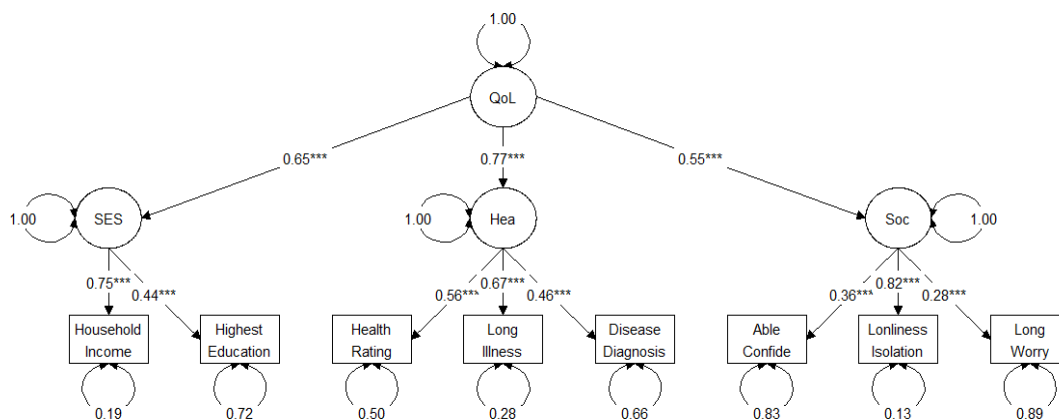 1.00
QoL
0.65*** 0.77*** 0.55***
1.00 SES 1.00 Hea Soc 1.00
0.75*** 0.44*** 0.56*** 0.67*** 0.46*** 0.36*** 0.82*** 0.28***
Household Highest Health Long Disease Able Lonliness Long
Income Education Rating Illness Diagnosis Confide Isolation Worry
0.19 0.72 0.50 0.28 0.66 0.83 0.13 0.89